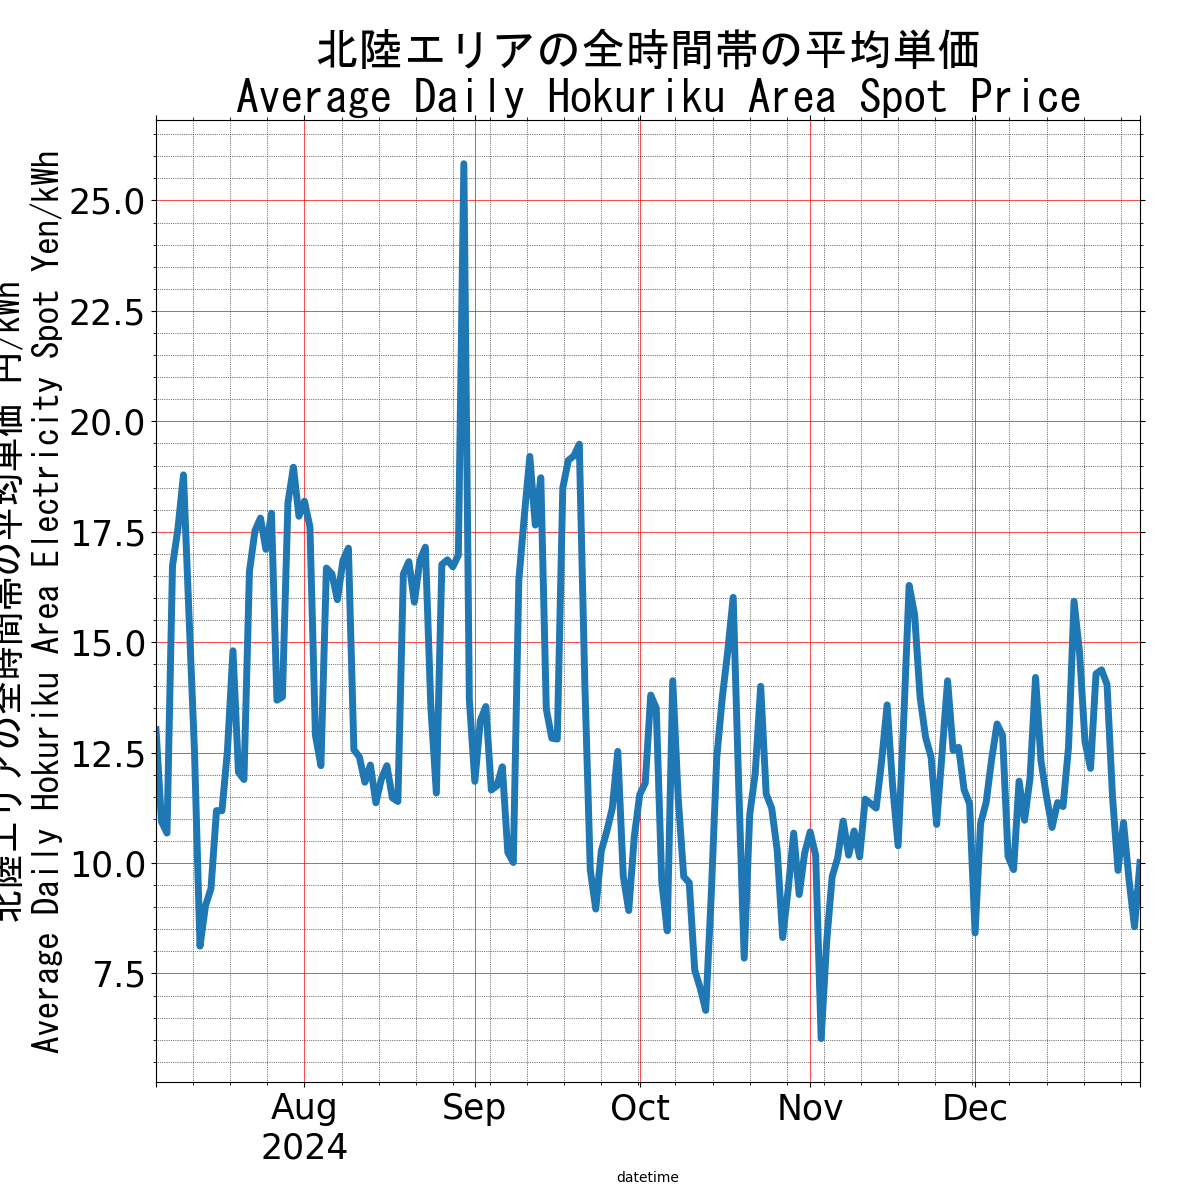 北陸エリアの全時間帯の平均単価
Average Daily Hokuriku Area Spot Price
北陸エリアの全時間帯の平均単価 円/kWh
Average Daily Hokuriku Area Electricity Spot Yen/kWh
25.0
22.5
20.0
17.5
15.0
12.5
10.0
7.5
Aug
2024
Sep
Oct
Nov
Dec
datetime